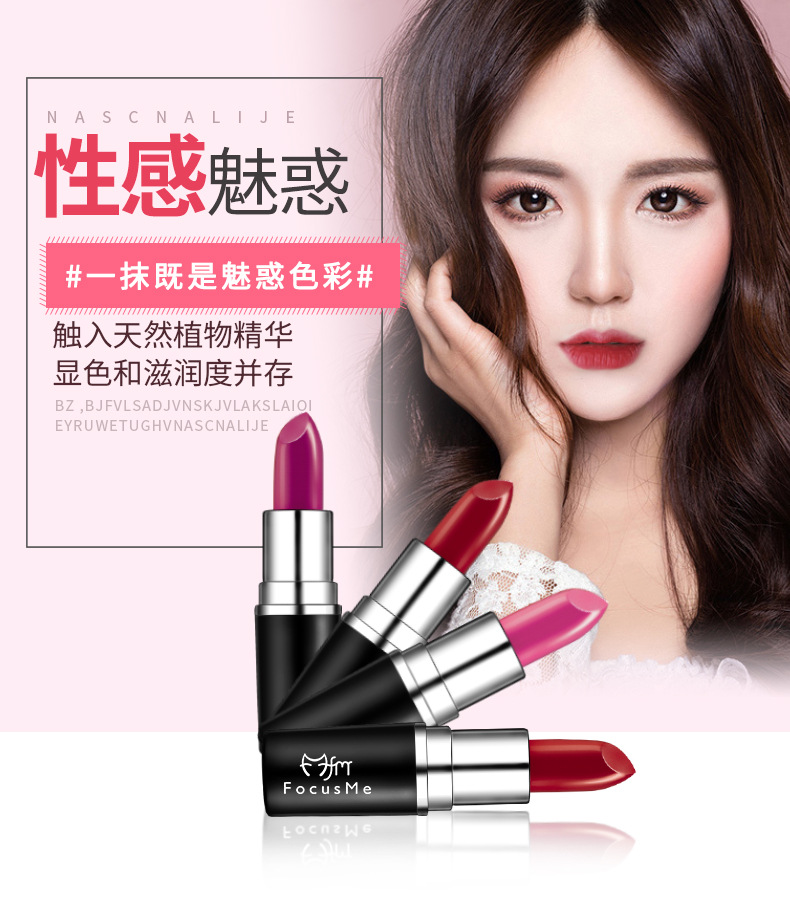 NASCNALIJE
性感魅惑
#一抹既是魅惑色彩#
触入天然植物精华
显色和滋润度并存
BZ ,BJFVLSADJVNSKJVLAKSLAIOI
EYRUWETUGHVNASCNALIJE
fmr
FocusMe